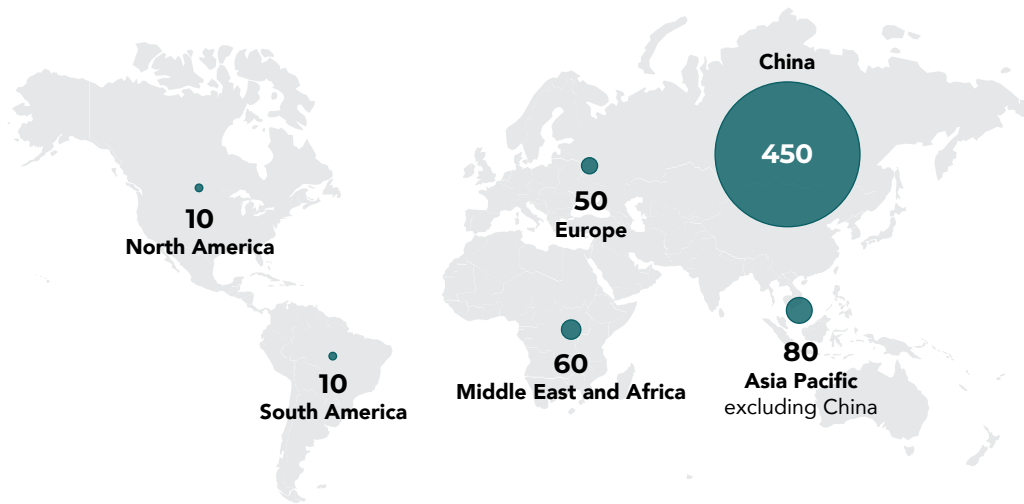 China
450
50
Europe
10
North America
80
Asia Pacific
excluding China
60
Middle East and Africa
10
South America